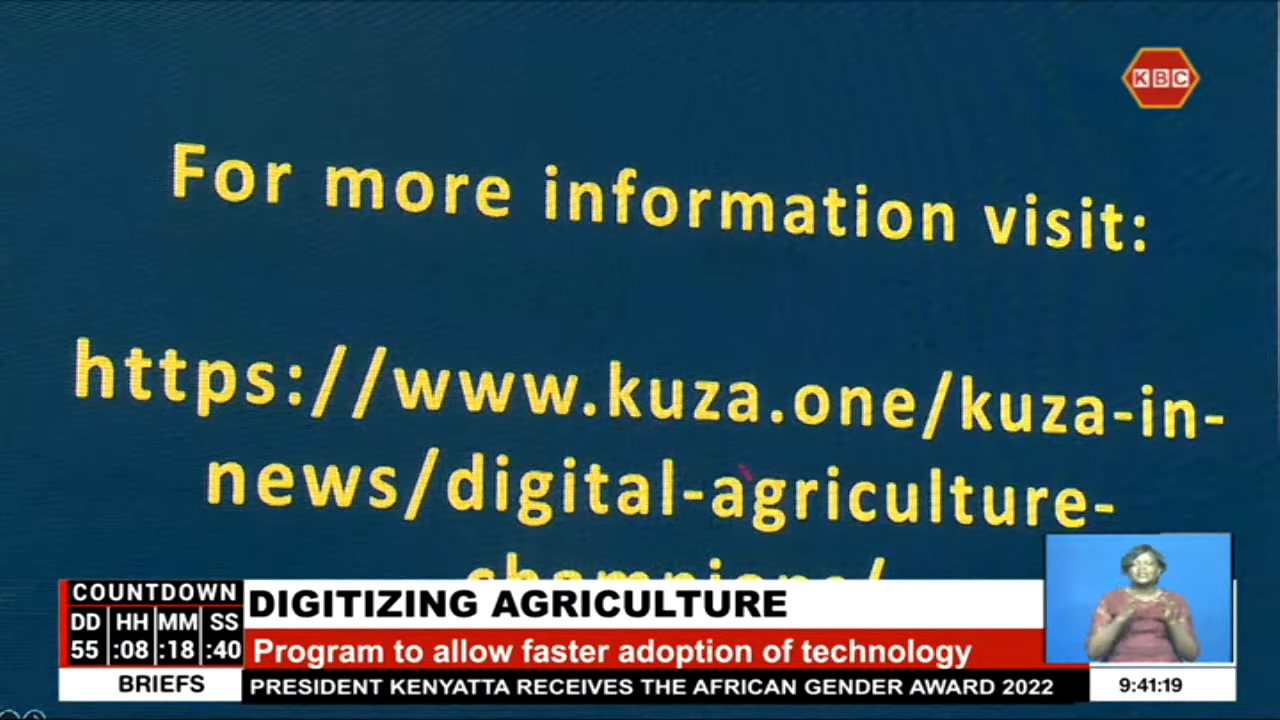 KBC
For more information visit:
https://www.kuza.one/kuza-in-
news/digital-agriculture-
champions/
COUNTDOWN
DD HH MM SS
55 :08 :18 :40
DIGITIZING AGRICULTURE
Program to allow faster adoption of technology
BRIEFS
PRESIDENT KENYATTA RECEIVES THE AFRICAN GENDER AWARD 2022
9:41:19